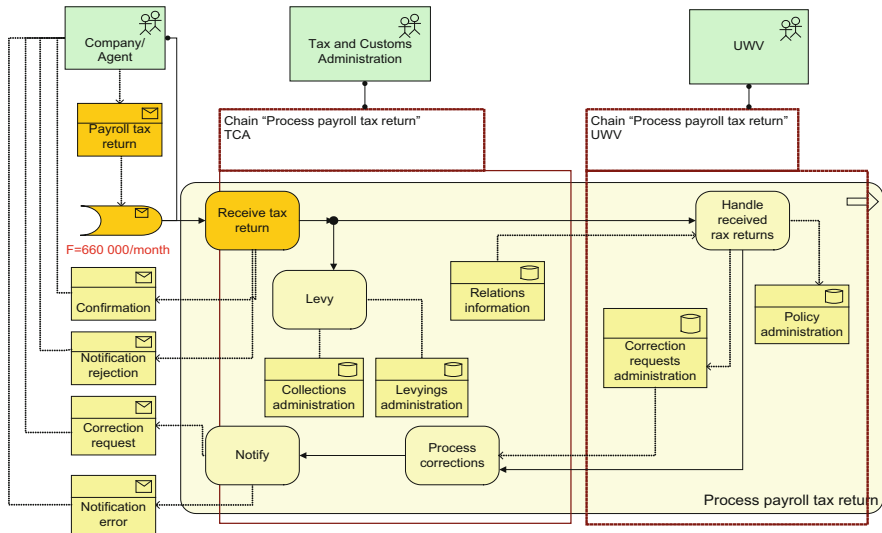 Company/
Agent
Tax and Customs
Administration
UWV
Payroll tax
return
Chain “Process payroll tax return”
TCA
Chain “Process payroll tax return”
UWV
F=660 000/month
Receive tax
return
Handle
received
rax returns
Levy
Relations
information
Confirmation
Policy
administration
Notification
rejection
Collections
administration
Levyings
administration
Correction
requests
administration
Correction
request
Notify
Process
corrections
Notification
error
Process payroll tax return